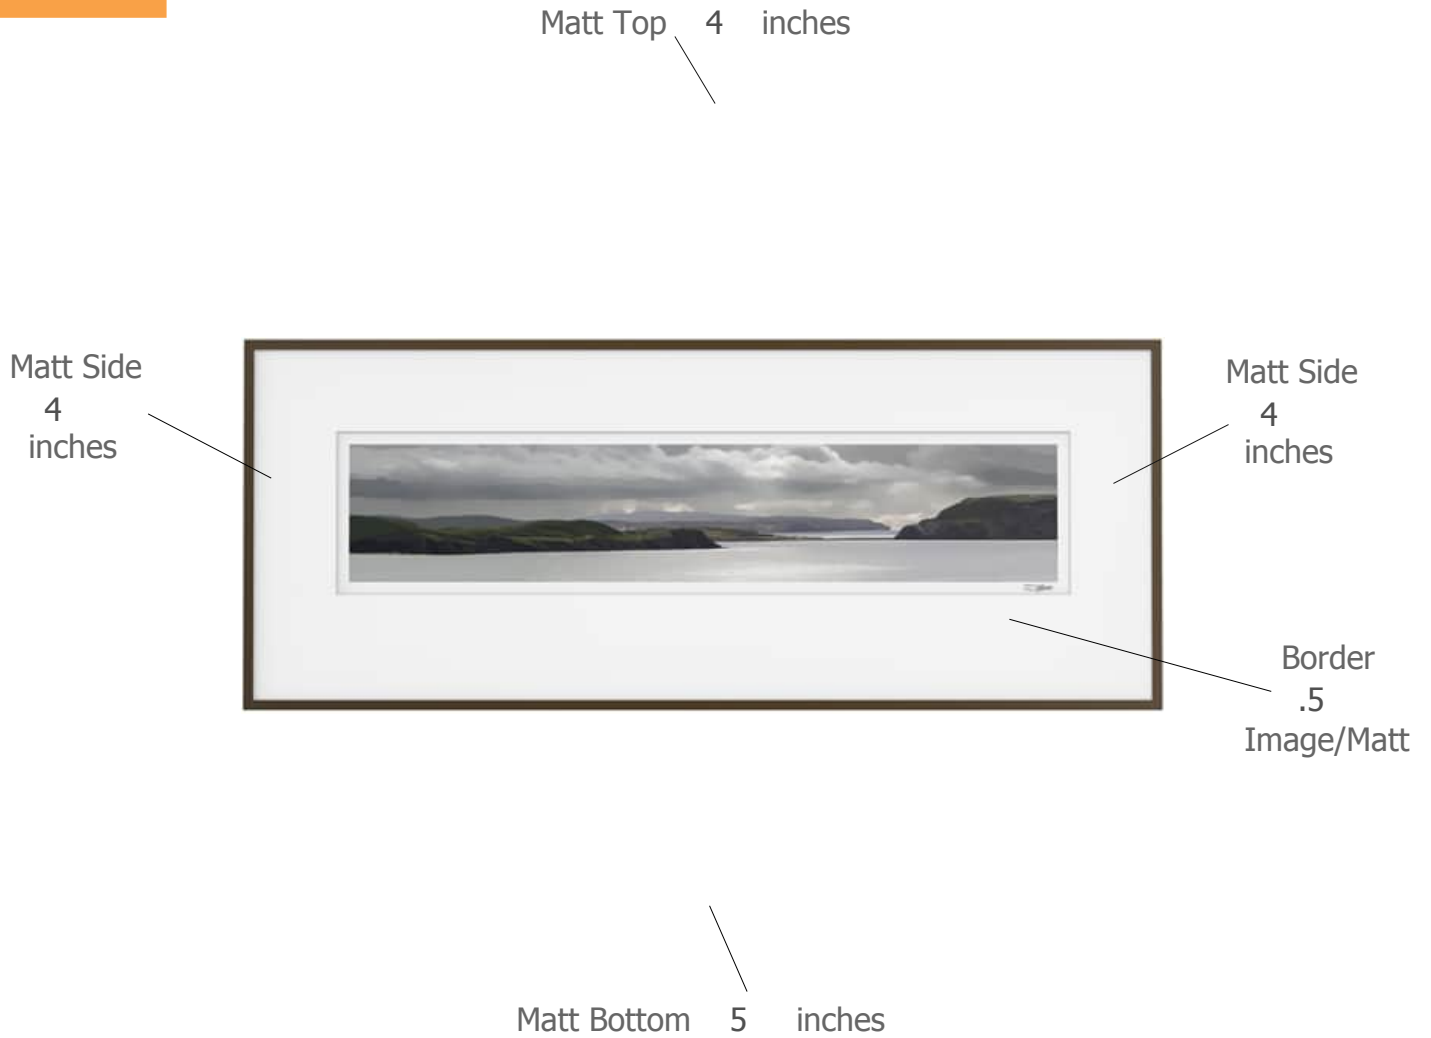 Matt Top 4 inches
Matt Side
4
inches
Matt Side
4
inches
Border
.5
Image/Matt
Matt Bottom 5 inches